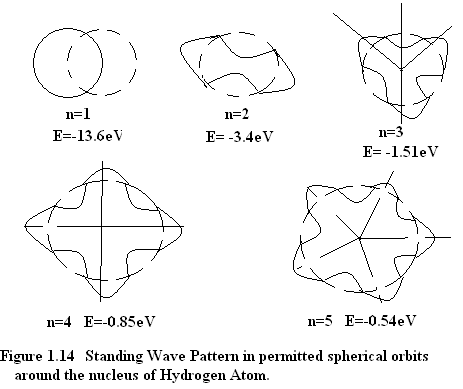 n=1
E=-13.6eV
n=2
E= -3.4eV
n=3
E= -1.51eV
n=4   E=-0.85eV
n=5   E=-0.54eV
Figure 1.14   Standing Wave Pattern in permitted spherical orbits
around the nucleus of Hydrogen Atom.